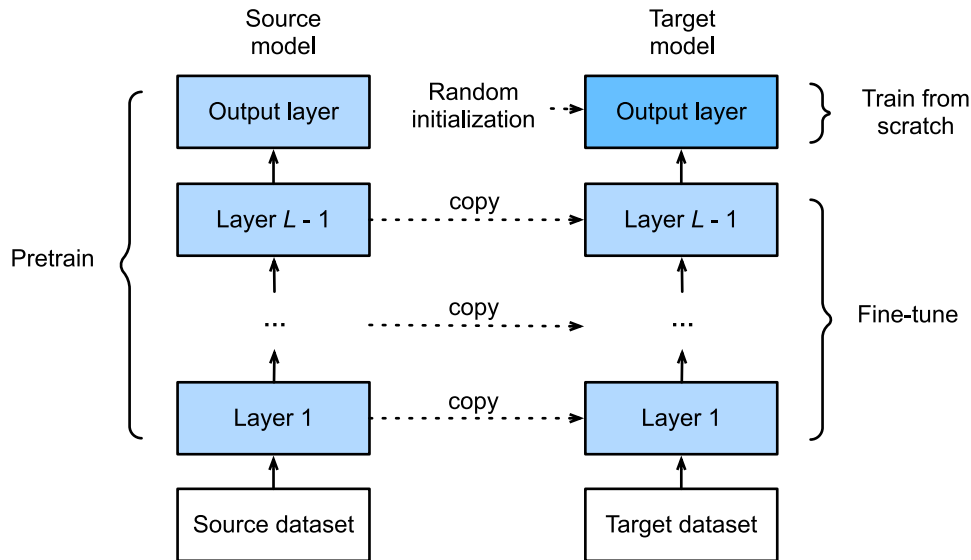 Source
model
Target
model
Output layer
Random
initialization
Output layer
Train from
scratch
Layer L - 1
copy
Layer L - 1
Pretrain
...
copy
...
Fine-tune
Layer 1
copy
Layer 1
Source dataset
Target dataset